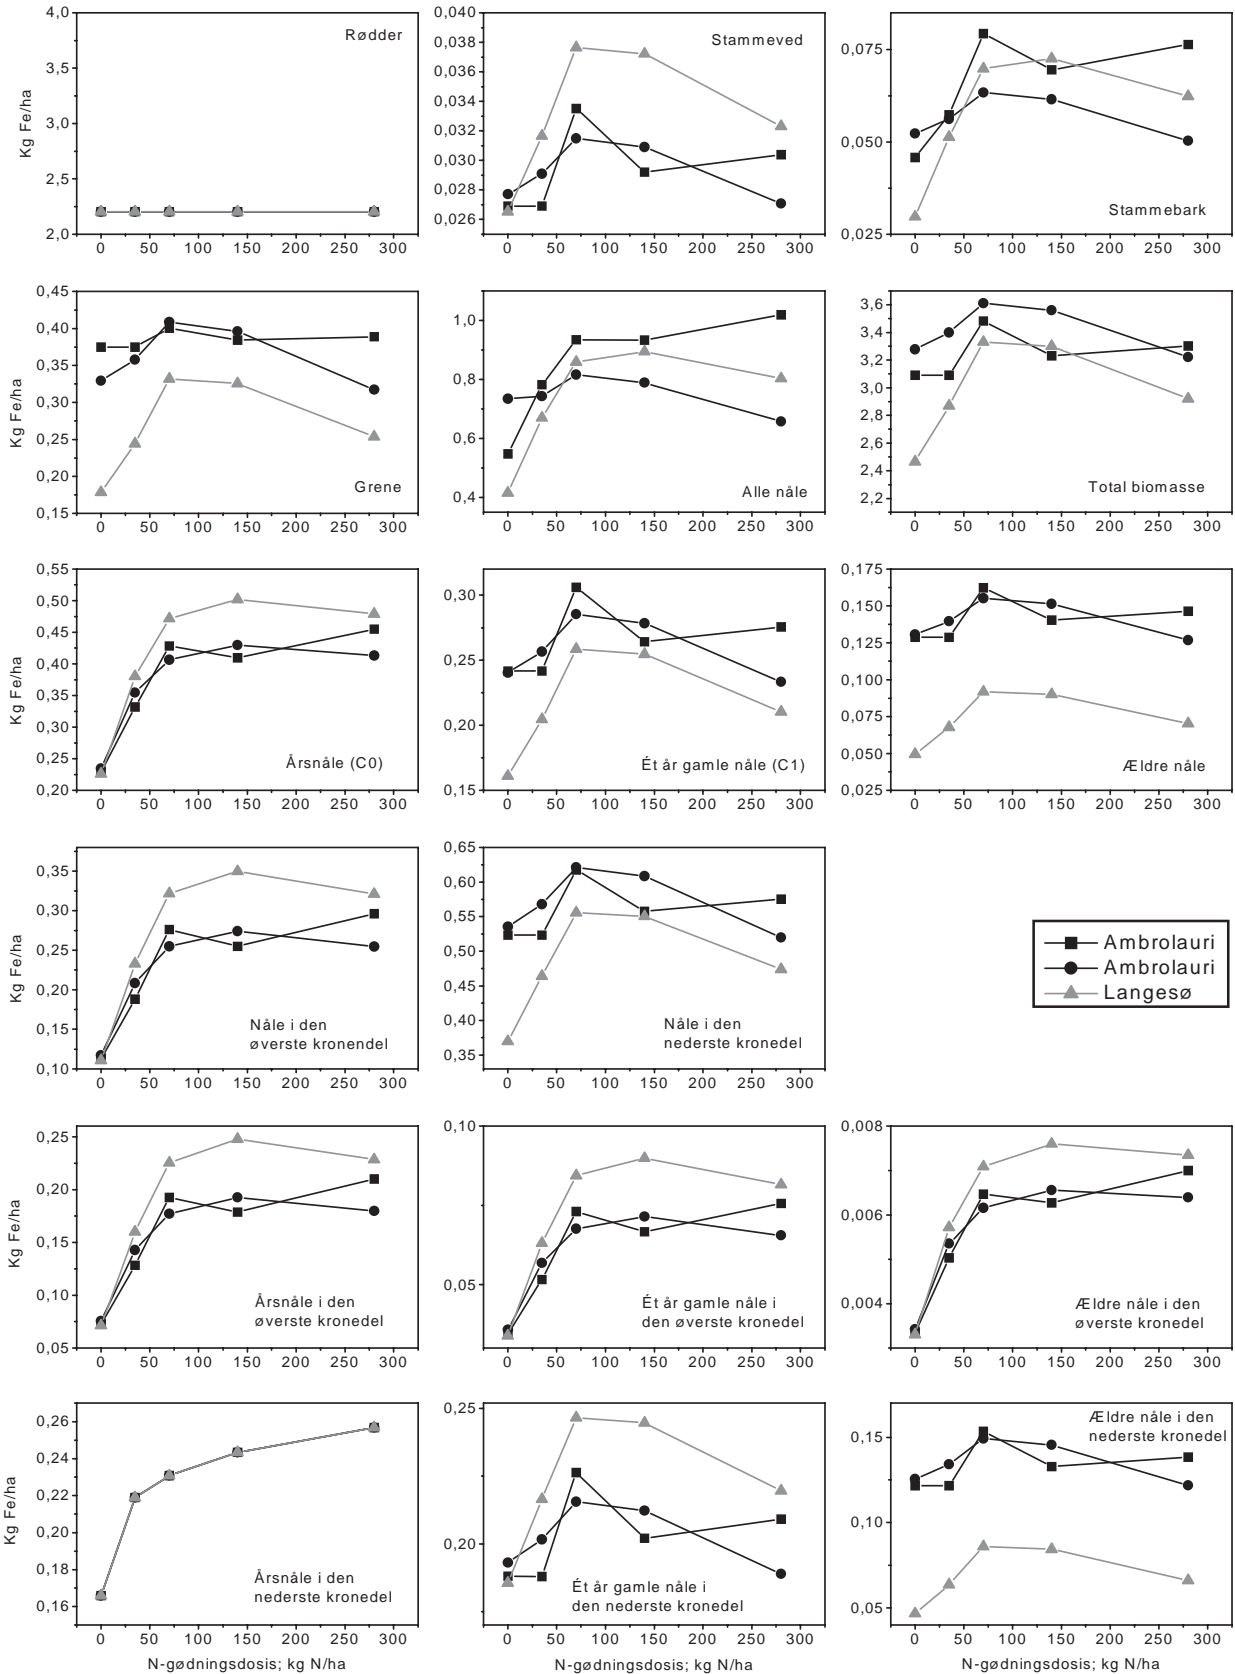 4,0
3,5
3,0
2,5
2,0
Kg Fe/ha
Rødder
0 50 100 150 200 250 300
0,040
0,038
0,036
0,034
0,032
0,030
0,028
0,026
Stammeved
0 50 100 150 200 250 300
0,075
0,050
0,025
Stammebark
0 50 100 150 200 250 300
0,45
0,40
0,35
0,30
0,25
0,20
0,15
Kg Fe/ha
Grene
0 50 100 150 200 250 300
1,0
0,8
0,6
0,4
Alle nåle
0 50 100 150 200 250 300
3,6
3,4
3,2
3,0
2,8
2,6
2,4
2,2
Total biomasse
0 50 100 150 200 250 300
0,55
0,50
0,45
0,40
0,35
0,30
0,25
0,20
Kg Fe/ha
Årsnåle (C0)
0 50 100 150 200 250 300
0,30
0,25
0,20
0,15
Ét år gamle nåle (C1)
0 50 100 150 200 250 300
0,175
0,150
0,125
0,100
0,075
0,050
0,025
Ældre nåle
0 50 100 150 200 250 300
0,35
0,30
0,25
0,20
0,15
0,10
Kg Fe/ha
Nåle i den
øverste kronendel
0 50 100 150 200 250 300
0,65
0,60
0,55
0,50
0,45
0,40
0,35
Nåle i den
nederste kronedel
0 50 100 150 200 250 300
Ambrolauri
Ambrolauri
Langesø
0,25
0,20
0,15
0,10
0,05
Kg Fe/ha
Årsnåle i den
øverste kronedel
0 50 100 150 200 250 300
0,10
0,05
Ét år gamle nåle i
den øverste kronedel
0 50 100 150 200 250 300
0,008
0,006
0,004
Ældre nåle i den
øverste kronedel
0 50 100 150 200 250 300
0,26
0,24
0,22
0,20
0,18
0,16
Kg Fe/ha
Årsnåle i den
nederste kronedel
0 50 100 150 200 250 300
N-gødningsdosis; kg N/ha
0,25
0,20
Ét år gamle nåle i
den nederste kronedel
0 50 100 150 200 250 300
N-gødningsdosis; kg N/ha
0,15
0,10
0,05
Ældre nåle i den
nederste kronedel
0 50 100 150 200 250 300
N-gødningsdosis; kg N/ha